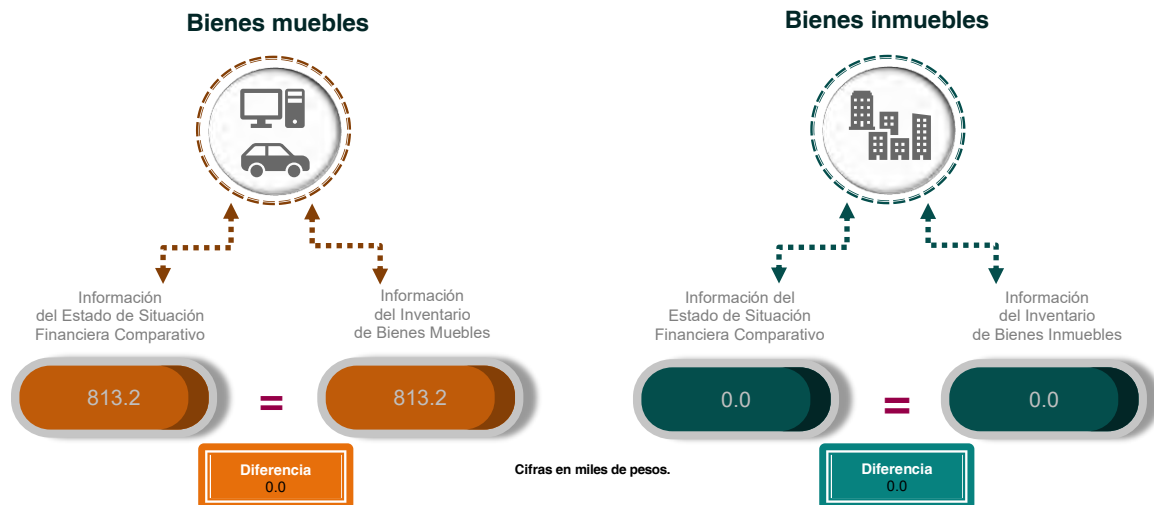 Bienes muebles
Información
del Estado de Situación
Financiera Comparativo
Información
del Inventario
de Bienes Muebles
813.2
=
813.2
Diferencia
0.0
Cifras en miles de pesos.
Bienes inmuebles
Información del
Estado de Situación
Financiera Comparativo
Información
del Inventario
de Bienes Inmuebles
0.0
=
0.0
Diferencia
0.0